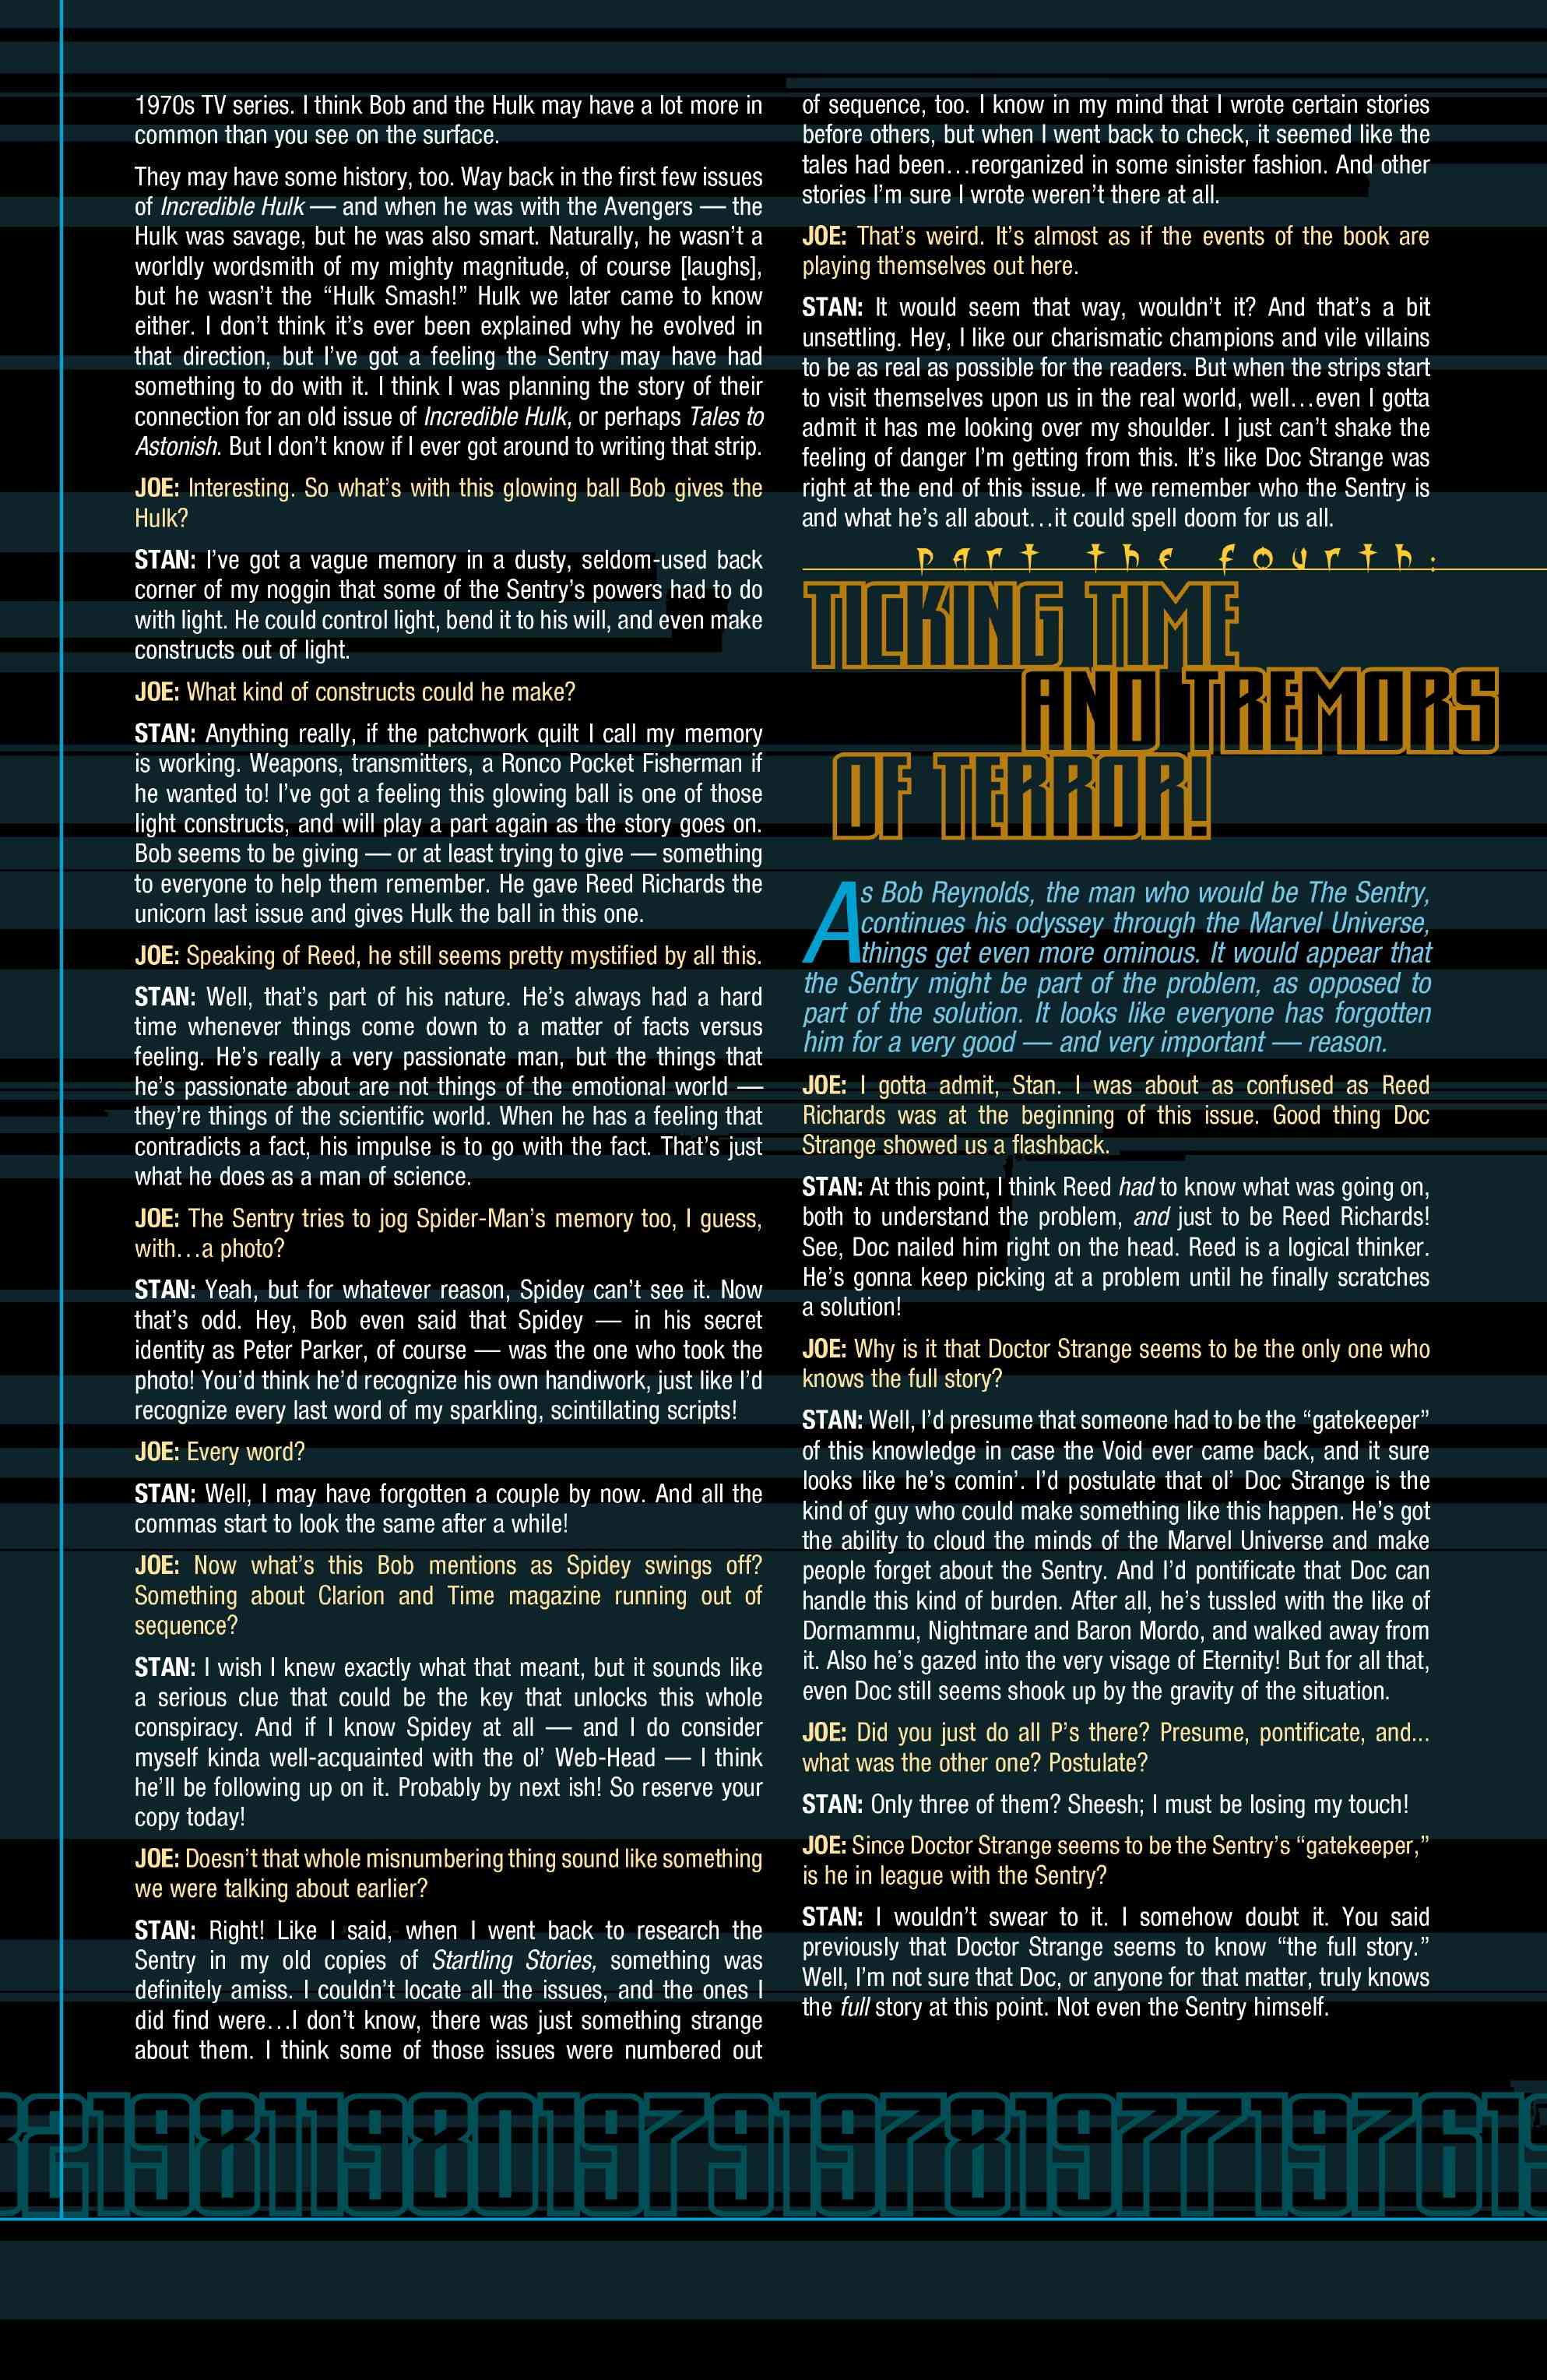 1970s TV series. I think Bob and the Hulk may have a lot more in
common than you see on the surface.
They may have some history, too. Way back in the first few issues
of Incredible Hulk — and when he was with the Avengers — the
Hulk was savage, but he was also smart. Naturally, he wasn’t a
worldly wordsmith of my mighty magnitude, of course [laughs],
but he wasn’t the “Hulk Smash!” Hulk we later came to know
either. I don’t think it’s ever been explained why he evolved in
that direction, but I’ve got a feeling the Sentry may have had
something to do with it. I think I was planning the story of their
connection for an old issue of Incredible Hulk, or perhaps Tales to
Astonish. But I don’t know if I ever got around to writing that strip.
JOE: Interesting. So what’s with this glowing ball Bob gives the
Hulk?
STAN: I’ve got a vague memory in a dusty, seldom-used back
corner of my noggin that some of the Sentry’s powers had to do
with light. He could control light, bend it to his will, and even make
constructs out of light.
JOE: What kind of constructs could he make?
STAN: Anything really, if the patchwork quilt I call my memory
is working. Weapons, transmitters, a Ronco Pocket Fisherman if
he wanted to! I’ve got a feeling this glowing ball is one of those
light constructs, and will play a part again as the story goes on.
Bob seems to be giving — or at least trying to give — something
to everyone to help them remember. He gave Reed Richards the
unicorn last issue and gives Hulk the ball in this one.
JOE: Speaking of Reed, he still seems pretty mystified by all this.
STAN: Well, that’s part of his nature. He’s always had a hard
time whenever things come down to a matter of facts versus
feeling. He’s really a very passionate man, but the things that
he’s passionate about are not things of the emotional world —
they’re things of the scientific world. When he has a feeling that
contradicts a fact, his impulse is to go with the fact. That’s just
what he does as a man of science.
JOE: The Sentry tries to jog Spider-Man’s memory too, I guess,
with…a photo?
STAN: Yeah, but for whatever reason, Spidey can’t see it. Now
that’s odd. Hey, Bob even said that Spidey — in his secret
identity as Peter Parker, of course — was the one who took the
photo! You’d think he’d recognize his own handiwork, just like I’d
recognize every last word of my sparkling, scintillating scripts!
JOE: Every word?
STAN: Well, I may have forgotten a couple by now. And all the
commas start to look the same after a while!
JOE: Now what’s this Bob mentions as Spidey swings off?
Something about Clarion and Time magazine running out of
sequence?
STAN: I wish I knew exactly what that meant, but it sounds like
a serious clue that could be the key that unlocks this whole
conspiracy. And if I know Spidey at all — and I do consider
myself kinda well-acquainted with the ol’ Web-Head — I think
he’ll be following up on it. Probably by next ish! So reserve your
copy today!
JOE: Doesn’t that whole misnumbering thing sound like something
we were talking about earlier?
STAN: Right! Like I said, when I went back to research the
Sentry in my old copies of Startling Stories, something was
definitely amiss. I couldn’t locate all the issues, and the ones I
did find were…I don’t know, there was just something strange
about them. I think some of those issues were numbered out
of sequence, too. I know in my mind that I wrote certain stories
before others, but when I went back to check, it seemed like the
tales had been…reorganized in some sinister fashion. And other
stories I’m sure I wrote weren’t there at all.
JOE: That’s weird. It’s almost as if the events of the book are
playing themselves out here.
STAN: It would seem that way, wouldn’t it? And that’s a bit
unsettling. Hey, I like our charismatic champions and vile villains
to be as real as possible for the readers. But when the strips start
to visit themselves upon us in the real world, well…even I gotta
admit it has me looking over my shoulder. I just can’t shake the
feeling of danger I’m getting from this. It’s like Doc Strange was
right at the end of this issue. If we remember who the Sentry is
and what he’s all about…it could spell doom for us all.
part the fourth:
TICKING TIME
AND TREMORS
OF TERROR!
As Bob Reynolds, the man who would be The Sentry,
continues his odyssey through the Marvel Universe,
things get even more ominous. It would appear that
the Sentry might be part of the problem, as opposed to
part of the solution. It looks like everyone has forgotten
him for a very good — and very important — reason.
JOE: I gotta admit, Stan. I was about as confused as Reed
Richards was at the beginning of this issue. Good thing Doc
Strange showed us a flashback.
STAN: At this point, I think Reed had to know what was going on,
both to understand the problem, and just to be Reed Richards!
See, Doc nailed him right on the head. Reed is a logical thinker.
He’s gonna keep picking at a problem until he finally scratches
a solution!
JOE: Why is it that Doctor Strange seems to be the only one who
knows the full story?
STAN: Well, I’d presume that someone had to be the “gatekeeper”
of this knowledge in case the Void ever came back, and it sure
looks like he’s comin’. I’d postulate that ol’ Doc Strange is the
kind of guy who could make something like this happen. He’s got
the ability to cloud the minds of the Marvel Universe and make
people forget about the Sentry. And I’d pontificate that Doc can
handle this kind of burden. After all, he’s tussled with the like of
Dormammu, Nightmare and Baron Mordo, and walked away from
it. Also he’s gazed into the very visage of Eternity! But for all that,
even Doc still seems shook up by the gravity of the situation.
JOE: Did you just do all P’s there? Presume, pontificate, and...
what was the other one? Postulate?
STAN: Only three of them? Sheesh; I must be losing my touch!
JOE: Since Doctor Strange seems to be the Sentry’s “gatekeeper,”
is he in league with the Sentry?
STAN: I wouldn’t swear to it. I somehow doubt it. You said
previously that Doctor Strange seems to know “the full story.”
Well, I’m not sure that Doc, or anyone for that matter, truly knows
the full story at this point. Not even the Sentry himself.
219811980197919781977197619